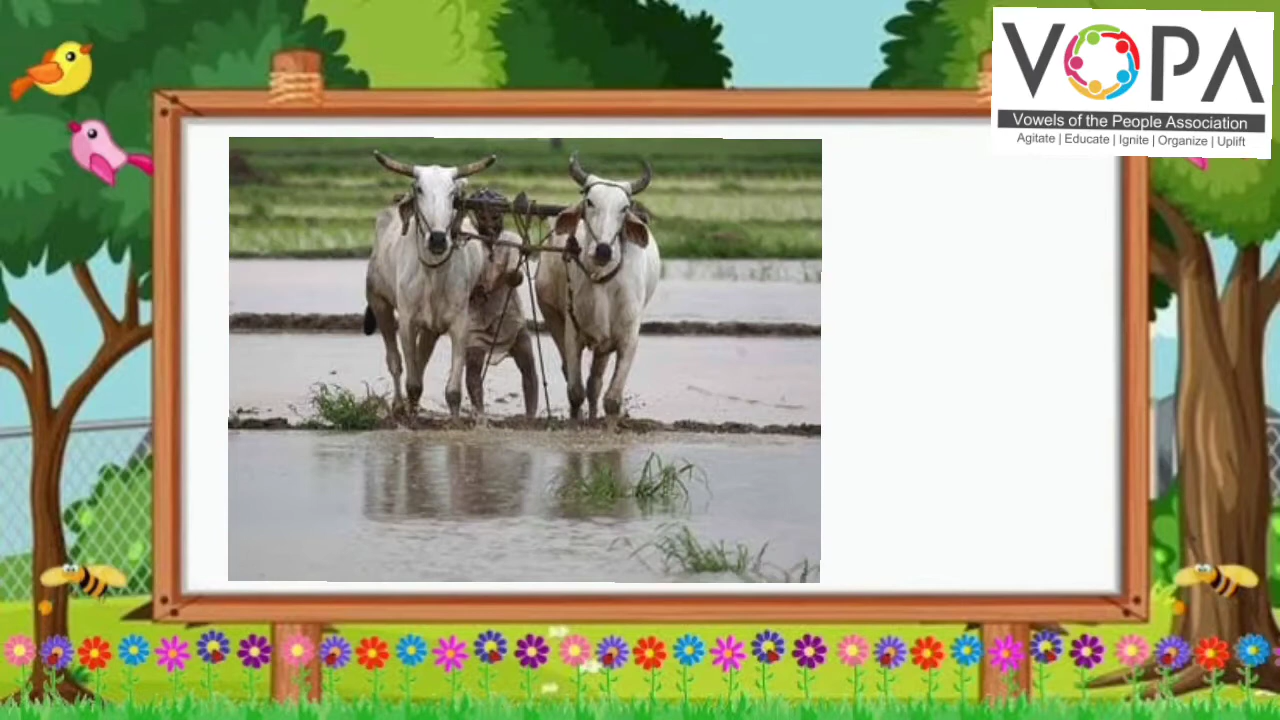 VOPA
Vowels of the People Association
Agitate | Educate | Ignite | Organize | Uplift